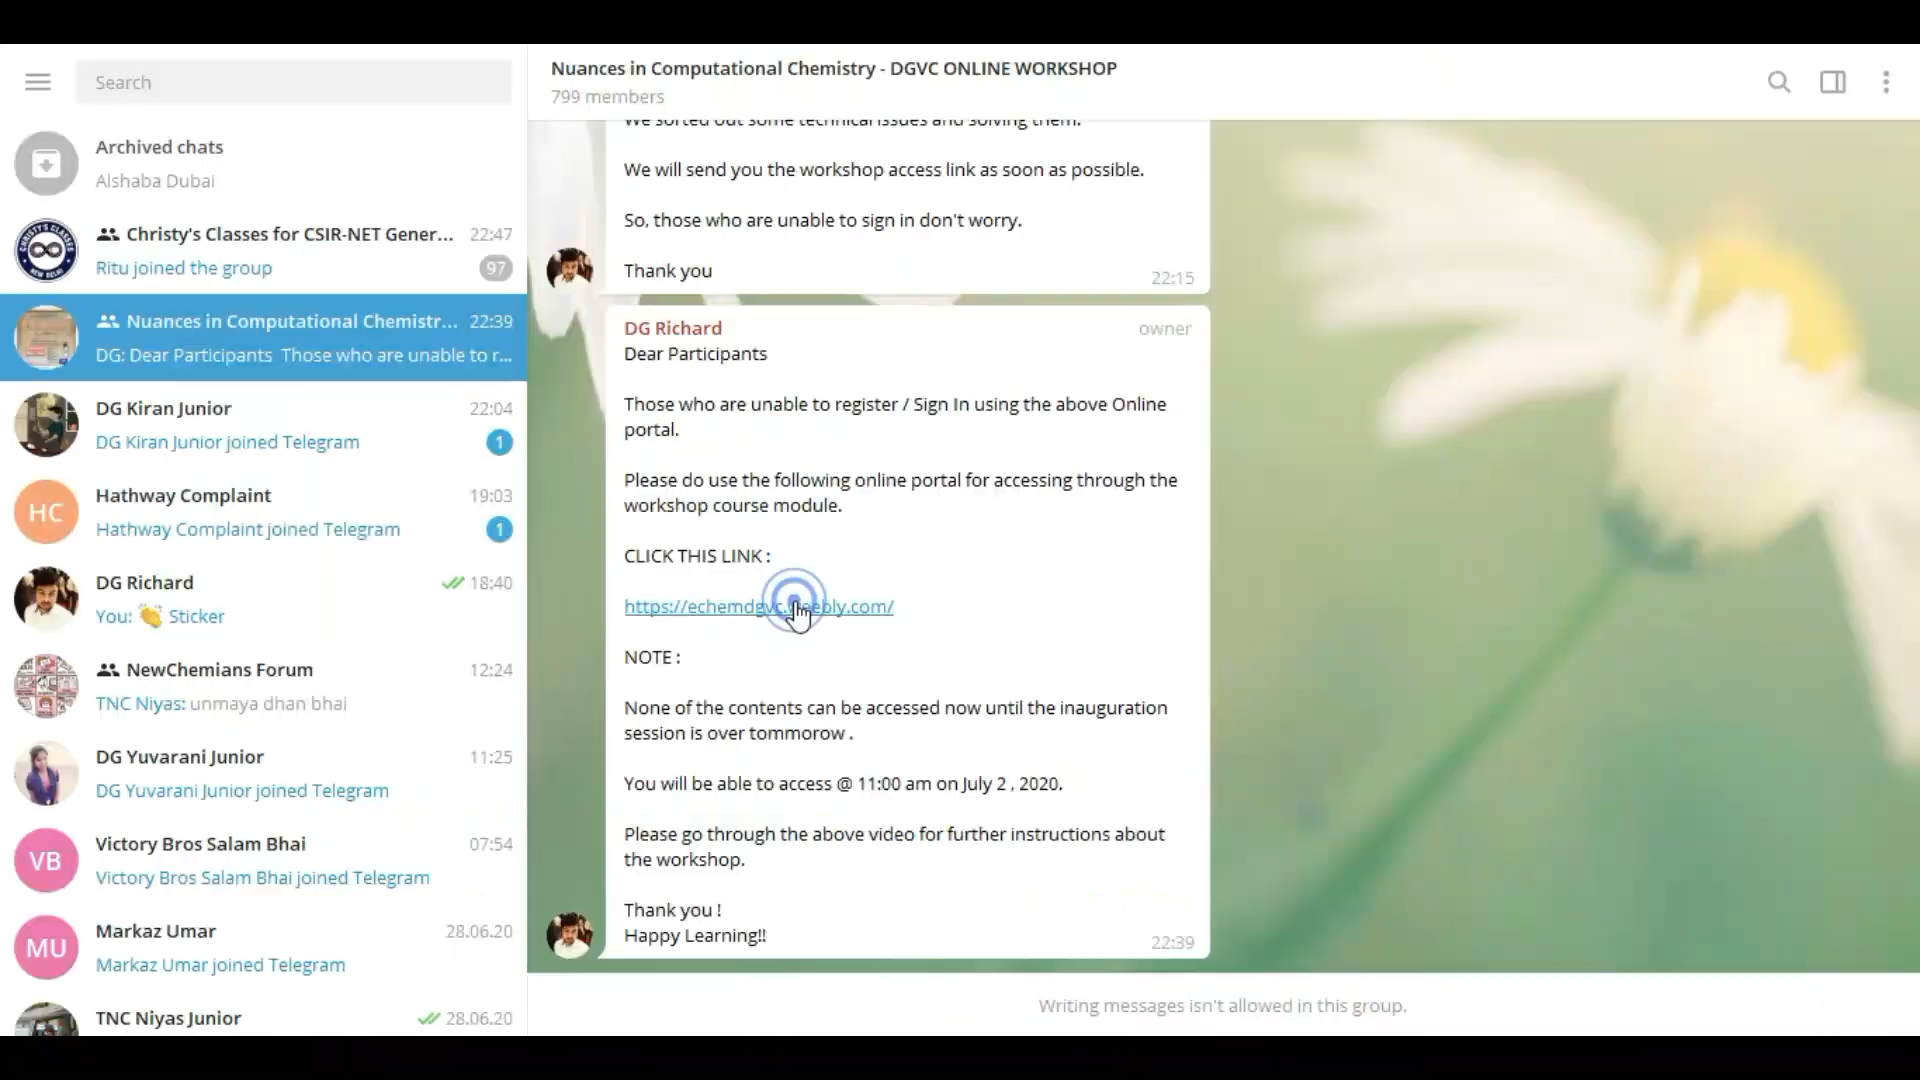 Search
Archived chats
Alshaba Dubai
Christy's Classes for CSIR-NET Gener... 22:47
Ritu joined the group 97
Nuances in Computational Chemistr... 22:39
DG: Dear Participants Those who are unable to r...
DG Kiran Junior 22:04
DG Kiran Junior joined Telegram 1
HC
Hathway Complaint 19:03
Hathway Complaint joined Telegram 1
DG Richard 18:40
You: 👏 Sticker
NewChemians Forum 12:24
TNC Niyas: unmaya dhan bhai
DG Yuvarani Junior 11:25
DG Yuvarani Junior joined Telegram
VB
Victory Bros Salam Bhai 07:54
Victory Bros Salam Bhai joined Telegram
MU
Markaz Umar 28.06.20
Markaz Umar joined Telegram
TNC Niyas Junior 28.06.20
Nuances in Computational Chemistry - DGVC ONLINE WORKSHOP
799 members
We sorted out some technical issues and solving them.
We will send you the workshop access link as soon as possible.
So, those who are unable to sign in don't worry.
Thank you 22:15
DG Richard owner
Dear Participants
Those who are unable to register / Sign In using the above Online
portal.
Please do use the following online portal for accessing through the
workshop course module.
CLICK THIS LINK :
https://echemdgvc.weebly.com/
NOTE :
None of the contents can be accessed now until the inauguration
session is over tommorow .
You will be able to access @ 11:00 am on July 2 , 2020.
Please go through the above video for further instructions about
the workshop.
Thank you !
Happy Learning!! 22:39
Writing messages isn't allowed in this group.